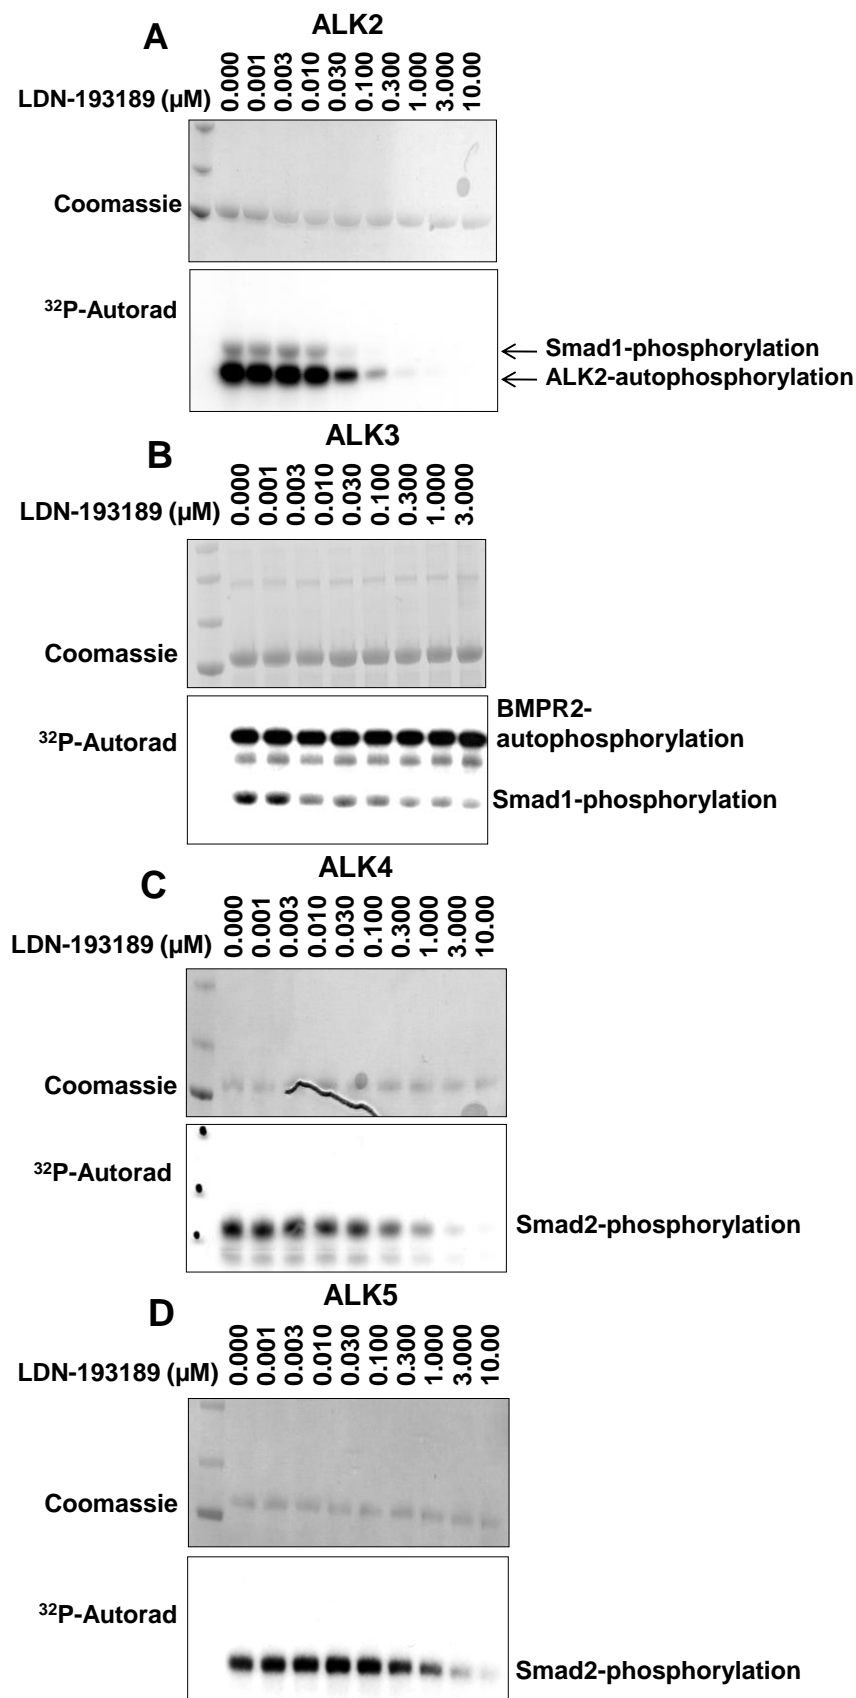 A
ALK2
LDN-193189 (µM)
0.000
0.001
0.003
0.010
0.030
0.100
0.300
1.000
3.000
10.00
Coomassie
32P-Autorad
Smad1-phosphorylation
ALK2-autophosphorylation
B
ALK3
LDN-193189 (µM)
0.000
0.001
0.003
0.010
0.030
0.100
0.300
1.000
3.000
Coomassie
32P-Autorad
BMPR2-
autophosphorylation
Smad1-phosphorylation
C
ALK4
LDN-193189 (µM)
0.000
0.001
0.003
0.010
0.030
0.100
0.300
1.000
3.000
10.00
Coomassie
32P-Autorad
Smad2-phosphorylation
D
ALK5
LDN-193189 (µM)
0.000
0.001
0.003
0.010
0.030
0.100
0.300
1.000
3.000
10.00
Coomassie
32P-Autorad
Smad2-phosphorylation